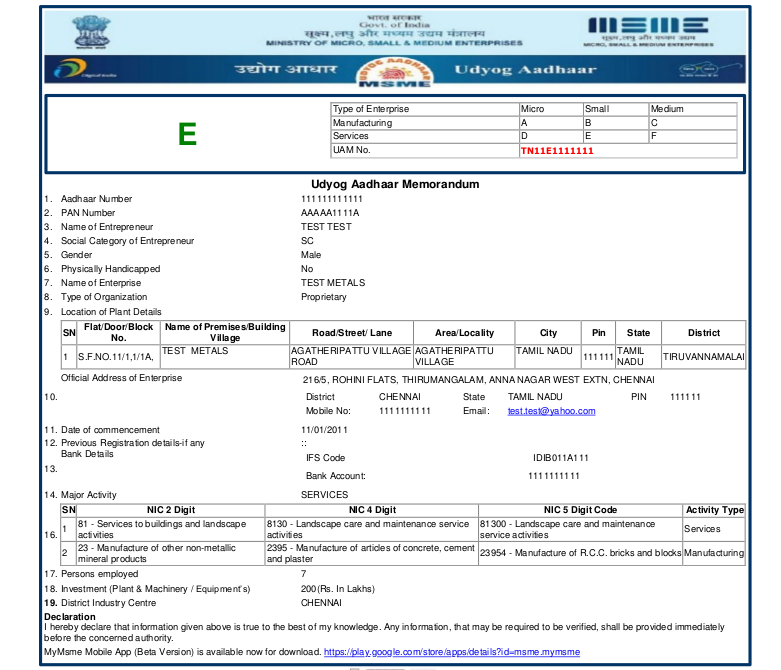 भारत सरकार
Govt. of India
सूक्ष्म,लघु और मध्यम उद्यम मंत्रालय
MINISTRY OF MICRO, SMALL & MEDIUM ENTERPRISES
सूक्ष्म,लघु और मध्यम उद्यम
MICRO, SMALL & MEDIUM ENTERPRISES
Digital India
उद्योग आधार
UDYOG AADHAAR
MSME
Udyog Aadhaar
E
Type of Enterprise Micro Small Medium
Manufacturing A B C
Services D E F
UAM No. TN11E1111111
Udyog Aadhaar Memorandum
1. Aadhaar Number 111111111111
2. PAN Number AAAAA1111A
3. Name of Entrepreneur TEST TEST
4. Social Category of Entrepreneur SC
5. Gender Male
6. Physically Handicapped No
7. Name of Enterprise TEST METALS
8. Type of Organization Proprietary
9. Location of Plant Details
SN Flat/Door/Block No. Name of Premises/Building Village Road/Street/ Lane Area/Locality City Pin State District
1 S.F.NO.11/1,1/1A, TEST METALS AGATHERIPATTU VILLAGE ROAD AGATHERIPATTU VILLAGE TAMIL NADU 111111 TAMIL NADU TIRUVANNAMALAI
Official Address of Enterprise 216/5, ROHINI FLATS, THIRUMANGALAM, ANNA NAGAR WEST EXTN, CHENNAI
10. District CHENNAI State TAMIL NADU PIN 111111
Mobile No: 1111111111 Email: test.test@yahoo.com
11. Date of commencement 11/01/2011
12. Previous Registration details-if any ::
Bank Details IFS Code IDIB011A111
13. Bank Account: 1111111111
14. Major Activity SERVICES
SN NIC 2 Digit NIC 4 Digit NIC 5 Digit Code Activity Type
16. 1 81 - Services to buildings and landscape activities 8130 - Landscape care and maintenance service activities 81300 - Landscape care and maintenance service activities Services
2 23 - Manufacture of other non-metallic mineral products 2395 - Manufacture of articles of concrete, cement and plaster 23954 - Manufacture of R.C.C. bricks and blocks Manufacturing
17. Persons employed 7
18. Investment (Plant & Machinery / Equipment's) 200(Rs. In Lakhs)
19. District Industry Centre CHENNAI
Declaration
I hereby declare that information given above is true to the best of my knowledge. Any information, that may be required to be verified, shall be provided immediately
before the concerned authority.
MyMsme Mobile App (Beta Version) is available now for download. https://play.google.com/store/apps/details?id=msme.mymsme